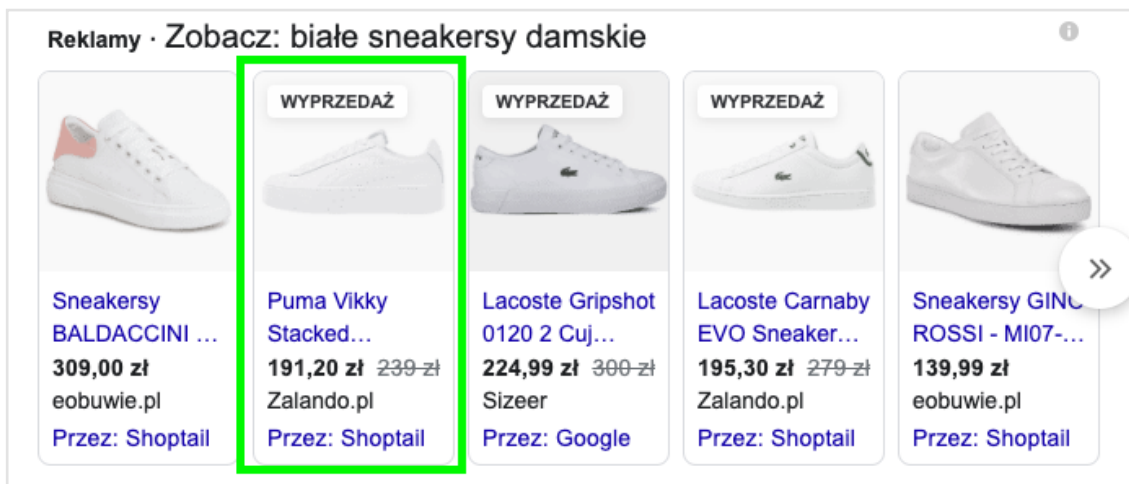 Reklamy · Zobacz: białe sneakersy damskie
Sneakersy
BALDACCINI ...
309,00 zł
eobuwie.pl
Przez: Shoptail
WYPRZEDAŻ
Puma Vikky
Stacked...
191,20 zł 239 zł
Zalando.pl
Przez: Shoptail
WYPRZEDAŻ
Lacoste Gripshot
0120 2 Cuj...
224,99 zł 300 zł
Sizeer
Przez: Google
WYPRZEDAŻ
Lacoste Carnaby
EVO Sneaker...
195,30 zł 279 zł
Zalando.pl
Przez: Shoptail
Sneakersy GINO
ROSSI - MI07-...
139,99 zł
eobuwie.pl
Przez: Shoptail